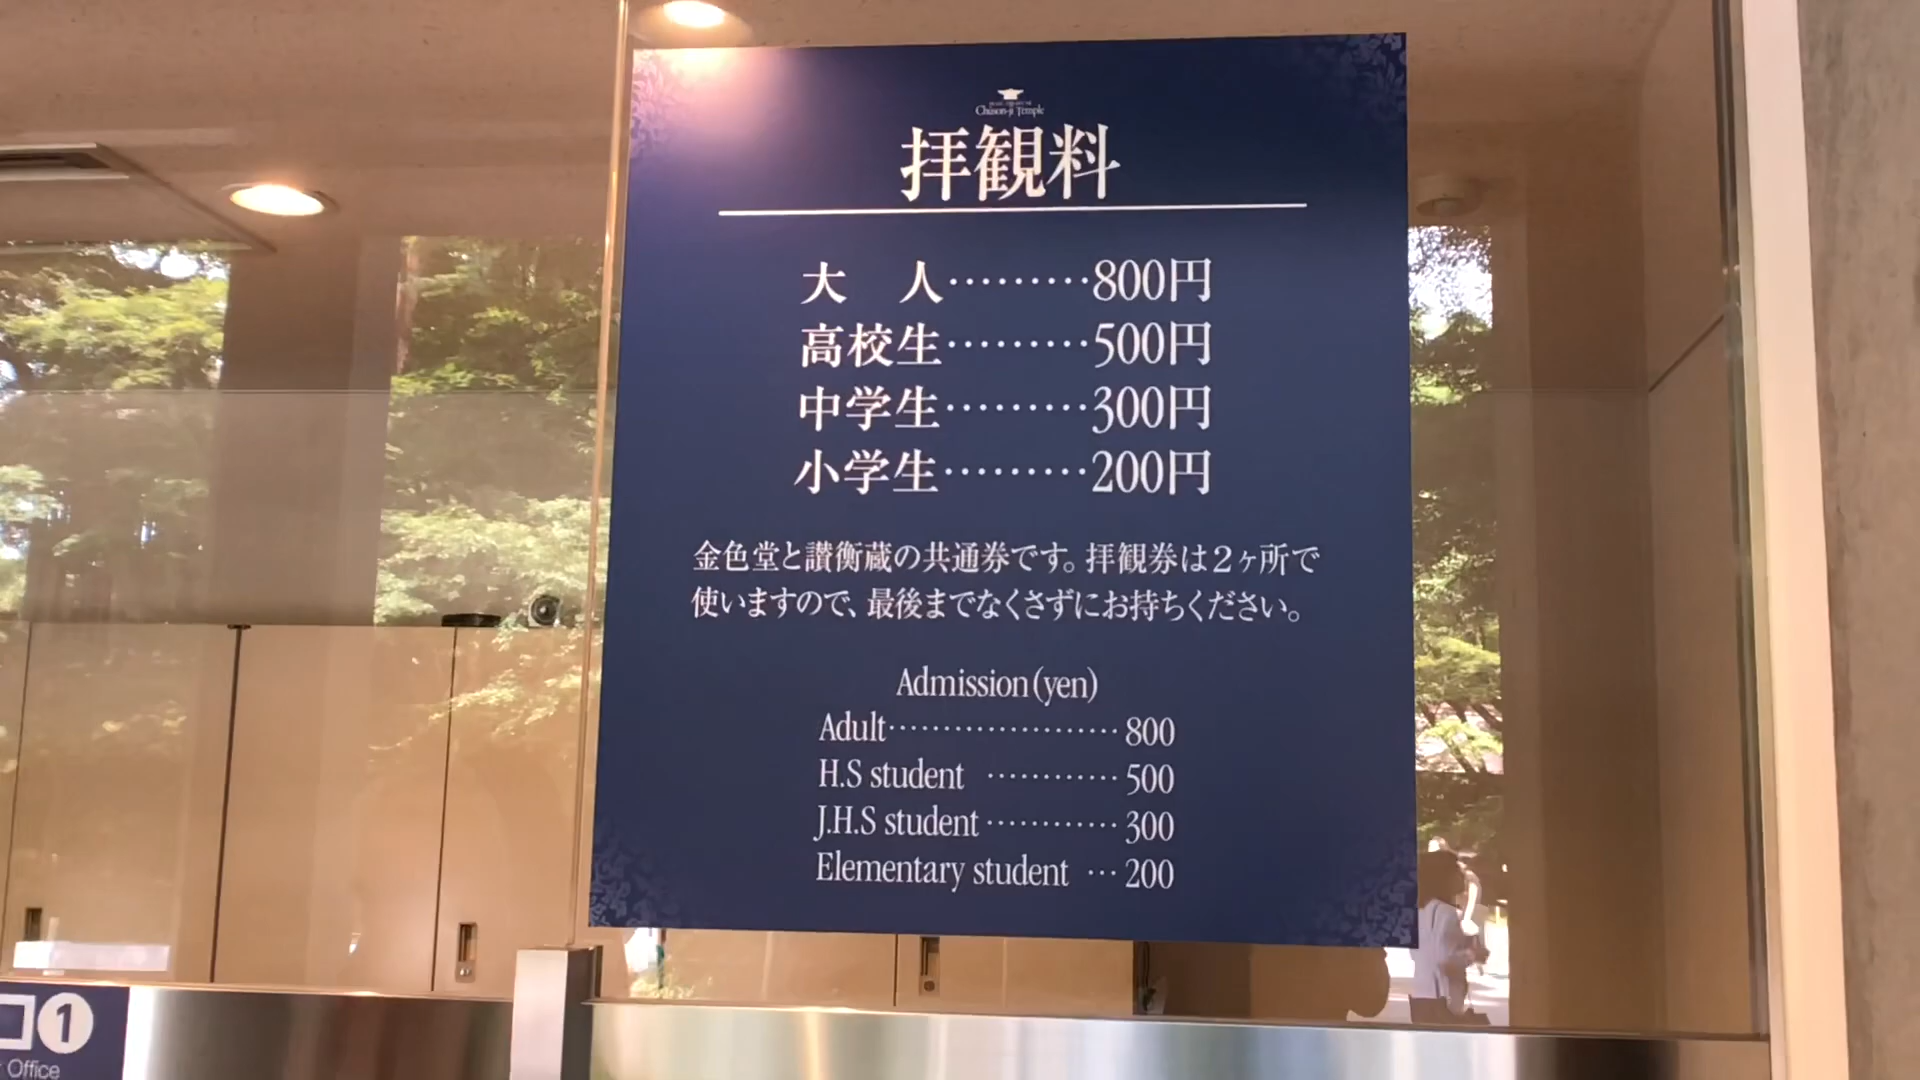 Chuson-ji Temple
拝観料
大　人………800円
高校生………500円
中学生………300円
小学生………200円
金色堂と讃衡蔵の共通券です。拝観券は2ヶ所で
使いますので、最後までなくさずにお持ちください。
Admission(yen)
Adult…………………800
H.S student …………500
J.H.S student…………300
Elementary student …200
1
Office